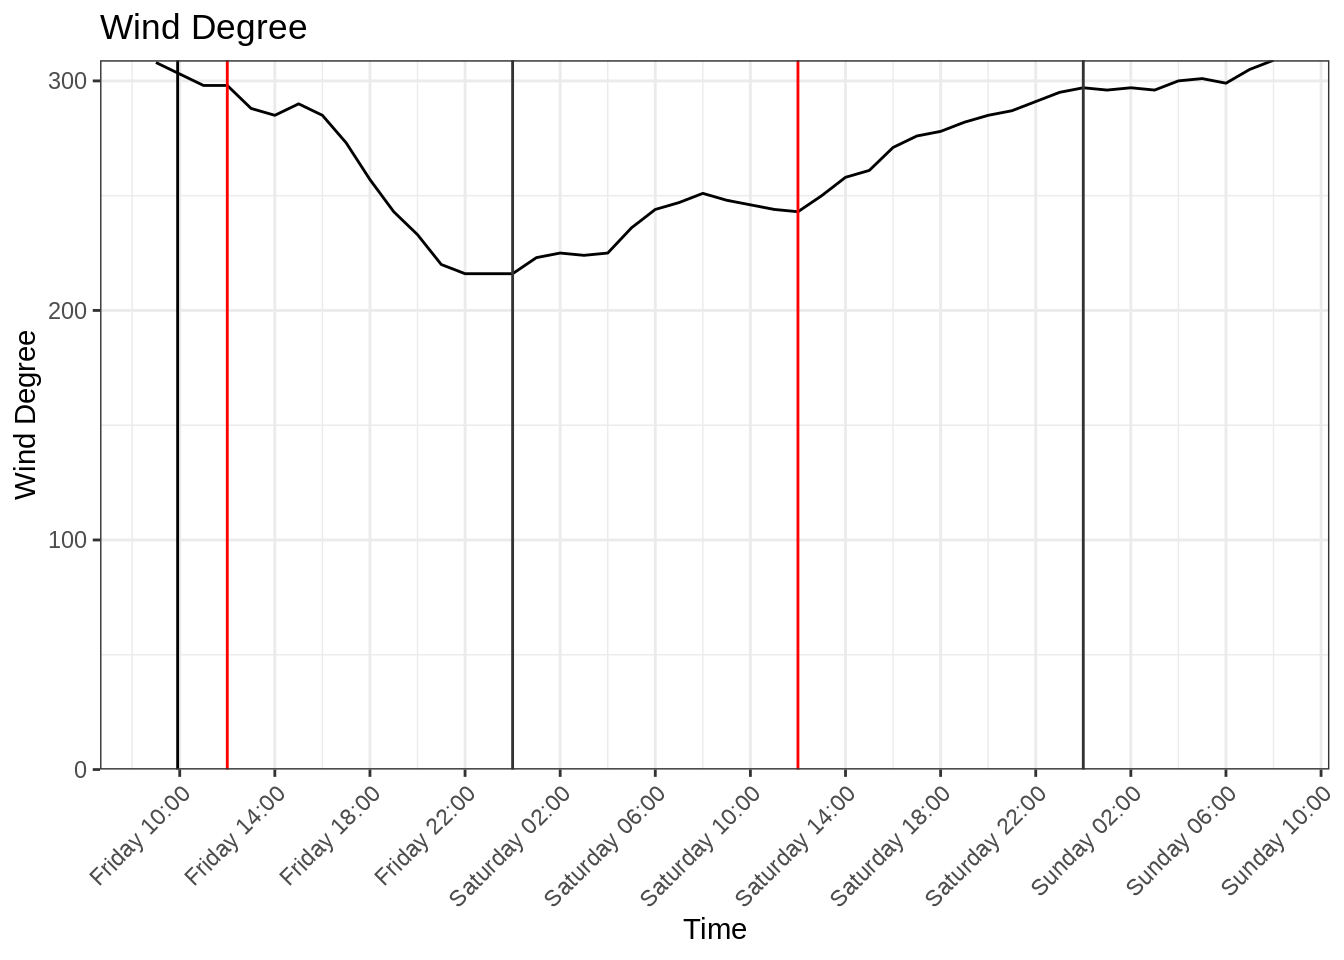 Wind Degree
300
200
100
0
Wind Degree
Friday 10:00
Friday 14:00
Friday 18:00
Friday 22:00
Saturday 02:00
Saturday 06:00
Saturday 10:00
Saturday 14:00
Saturday 18:00
Saturday 22:00
Sunday 02:00
Sunday 06:00
Sunday 10:00
Time